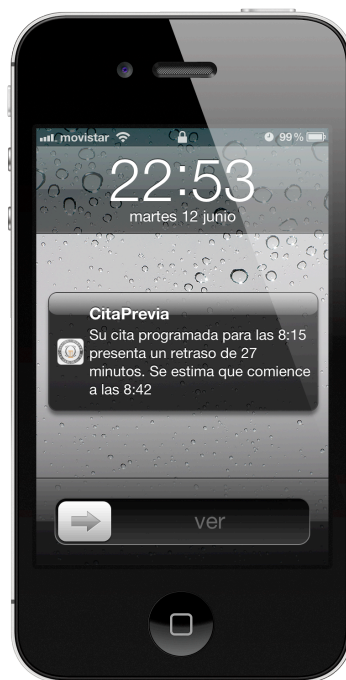 movistar 99 %
22:53
martes 12 junio
CitaPrevia
Su cita programada para las 8:15
presenta un retraso de 27
minutos. Se estima que comience
a las 8:42
ver